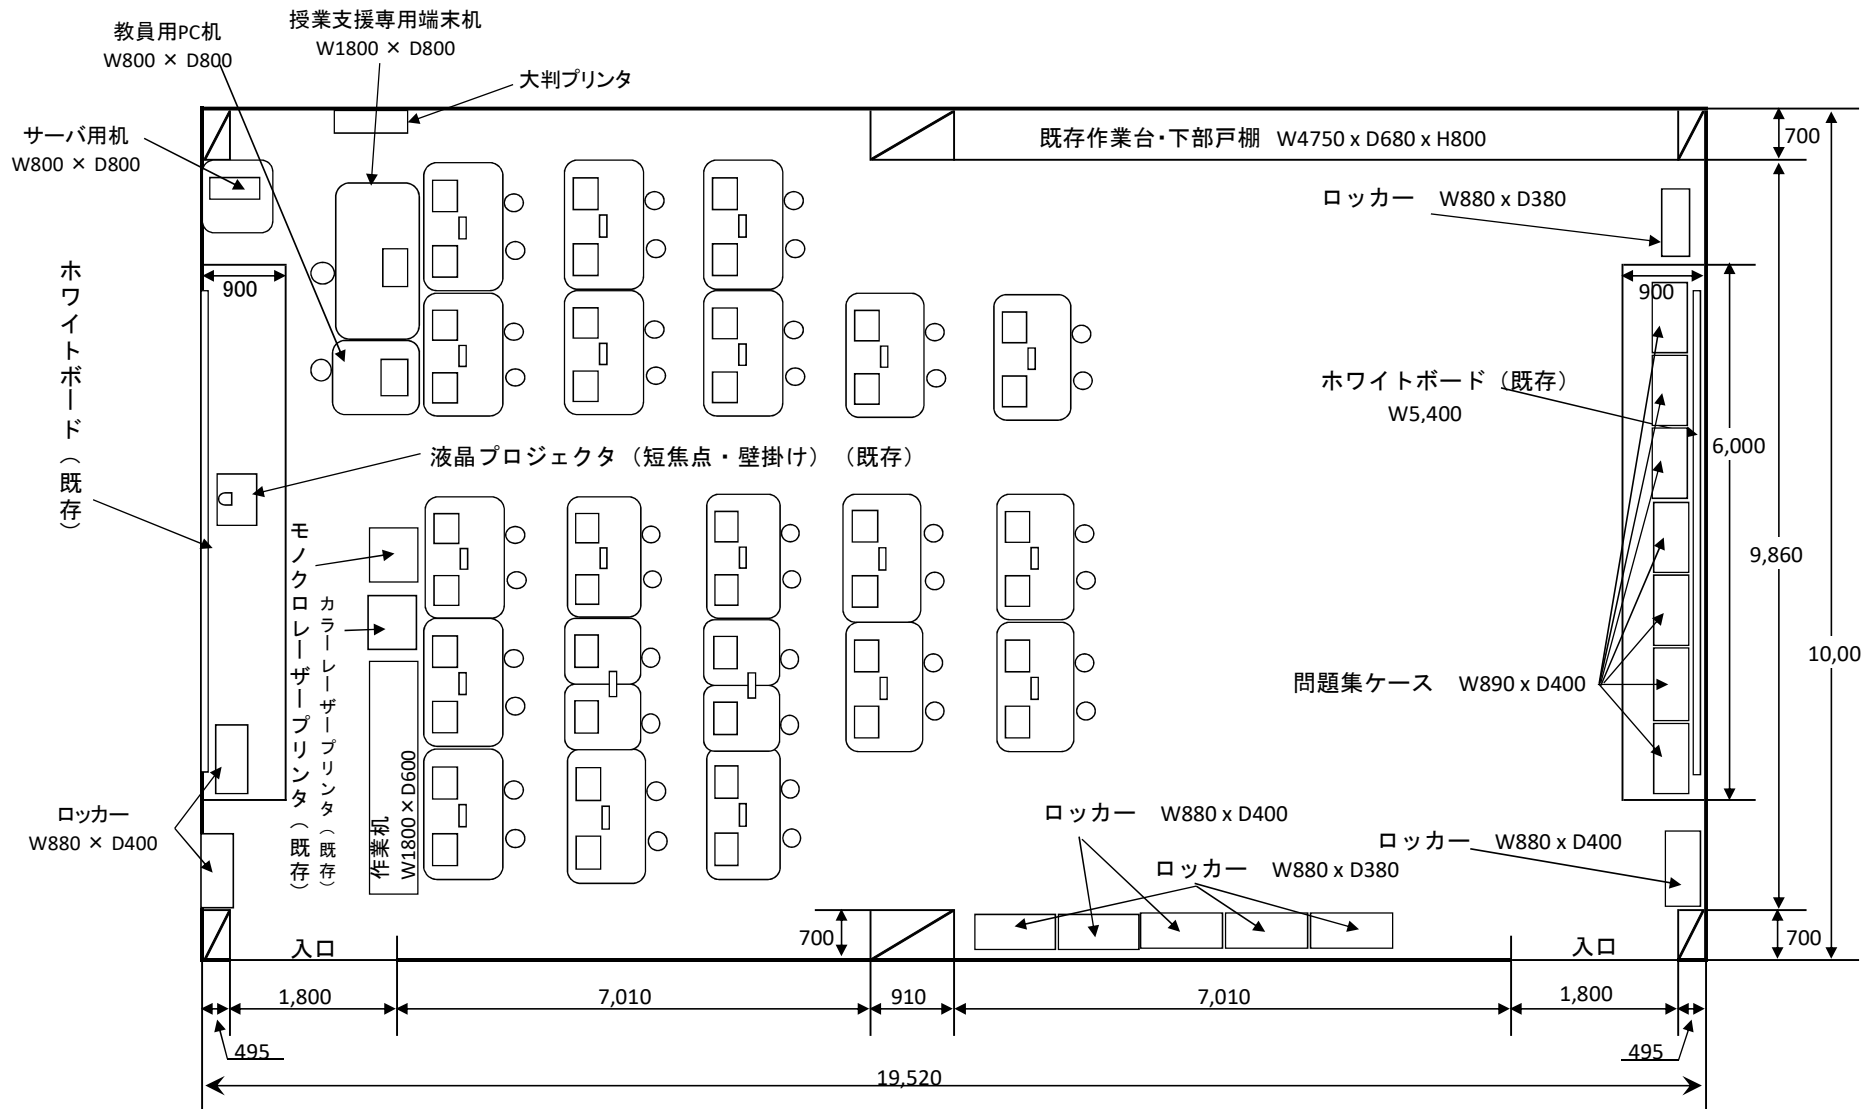 教員用PC机
W800 × D800
授業支援専用端末机
W1800 × D800
大判プリンタ
サーバ用机
W800 × D800
既存作業台・下部戸棚 W4750 x D680 x H800
700
ロッカー W880 x D380
ホワイトボード（既存）
900
900
ホワイトボード（既存）
W5,400
6,000
液晶プロジェクタ（短焦点・壁掛け）（既存）
モノクロレーザープリンタ（既存）
カラーレーザープリンタ（既存）
9,860
10,00
問題集ケース W890 x D400
作業机
W1800×D600
ロッカー
W880 × D400
ロッカー W880 x D400
ロッカー W880 x D400
ロッカー W880 x D380
700
700
入口
入口
1,800
7,010
910
7,010
1,800
495
495
19,520